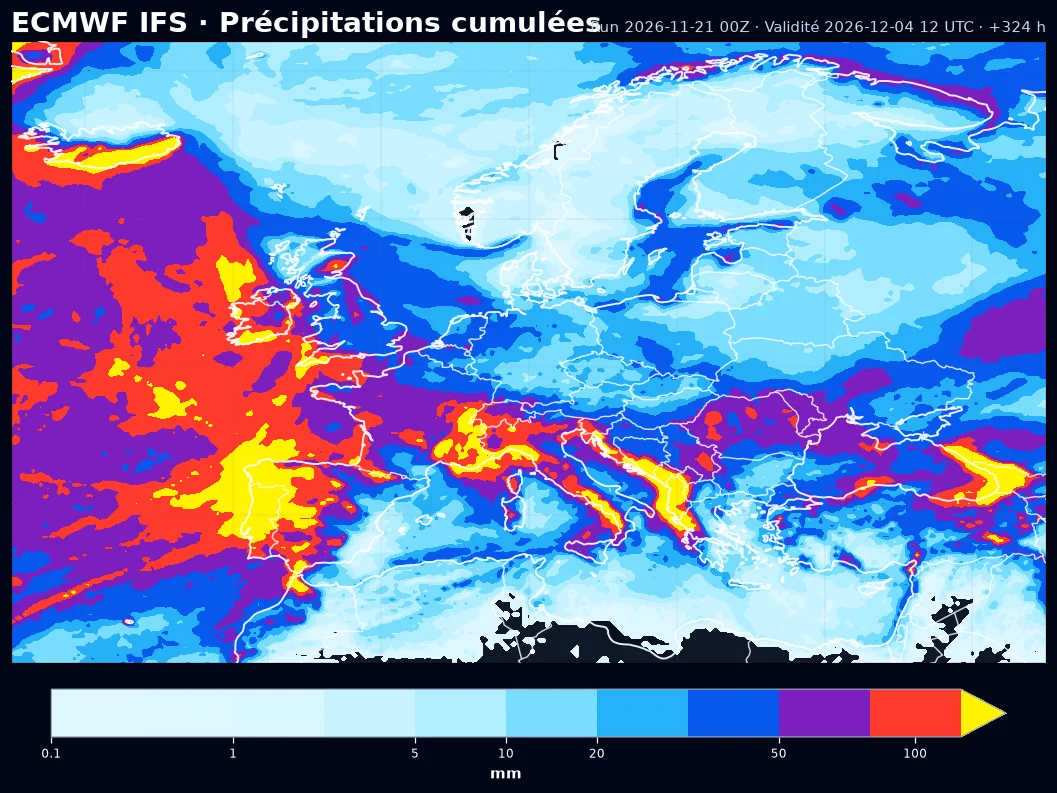 ECMWF IFS · Précipitations cumulées
Run 2026-11-21 00Z · Validité 2026-12-04 12 UTC · +324 h
0.1 1 5 10 20 50 100
mm